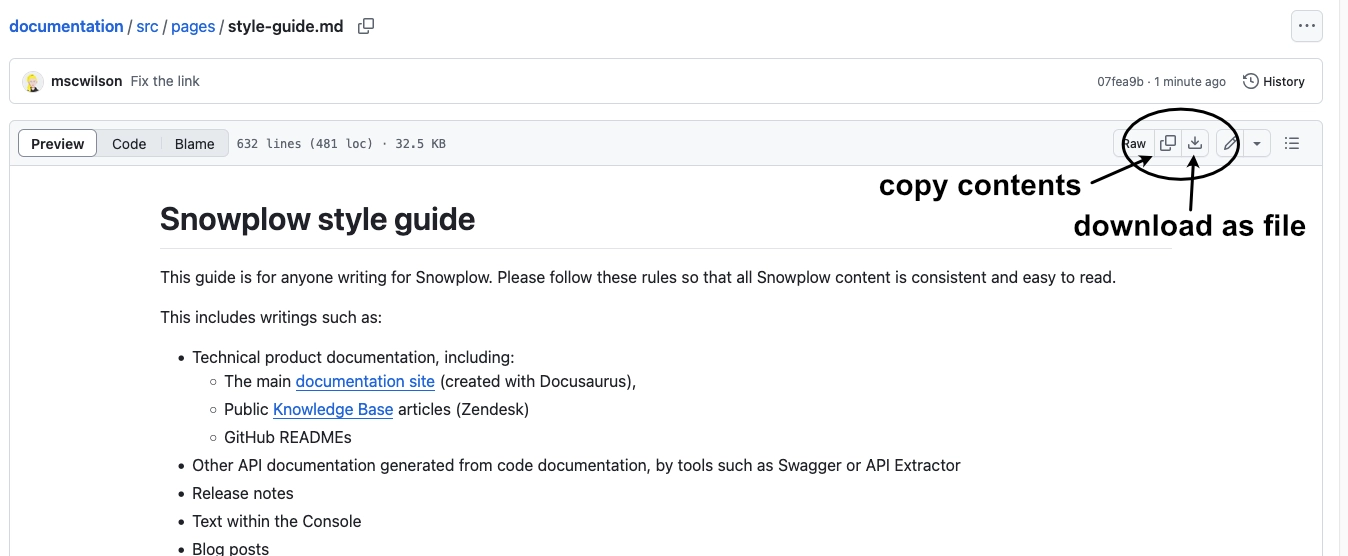 documentation / src / pages / style-guide.md
mscwilson Fix the link 07fea9b · 1 minute ago History
Preview Code Blame 632 lines (481 loc) · 32.5 KB Raw
copy contents
download as file
Snowplow style guide
This guide is for anyone writing for Snowplow. Please follow these rules so that all Snowplow content is consistent and easy to read.
This includes writings such as:
• Technical product documentation, including:
◦ The main documentation site (created with Docusaurus),
◦ Public Knowledge Base articles (Zendesk)
◦ GitHub READMEs
• Other API documentation generated from code documentation, by tools such as Swagger or API Extractor
• Release notes
• Text within the Console
• Blog posts